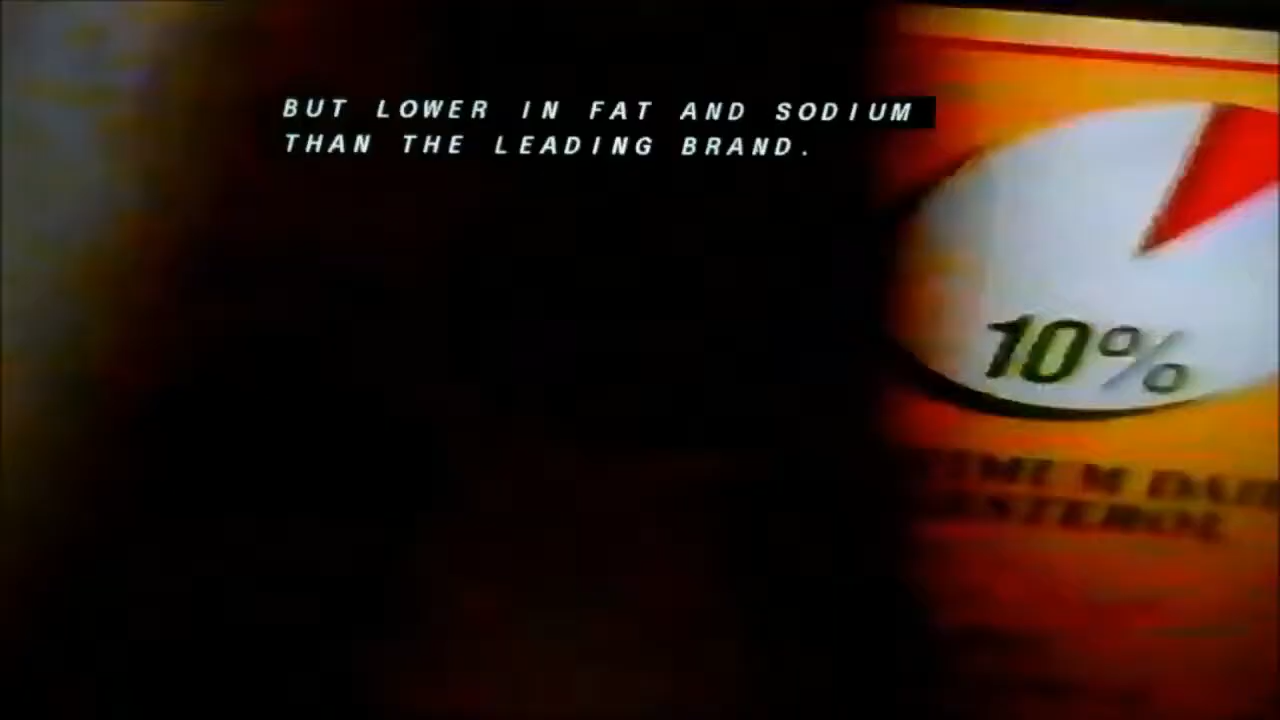 BUT LOWER IN FAT AND SODIUM
THAN THE LEADING BRAND.
10%